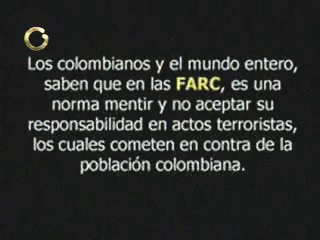 Los colombianos y el mundo entero,
saben que en las FARC, es una
norma mentir y no aceptar su
responsabilidad en actos terroristas,
los cuales cometen en contra de la
población colombiana.